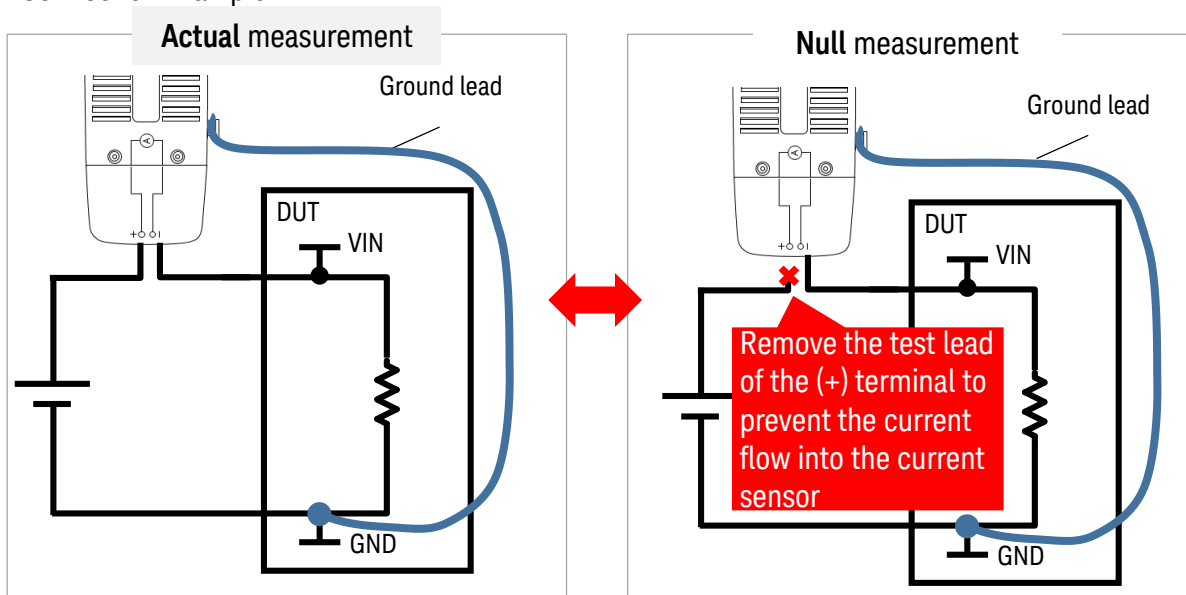 Actual measurement
Ground lead
A
+
DUT
VIN
GND
Null measurement
Ground lead
A
+
DUT
VIN
Remove the test lead
of the (+) terminal to
prevent the current
flow into the current
sensor
GND